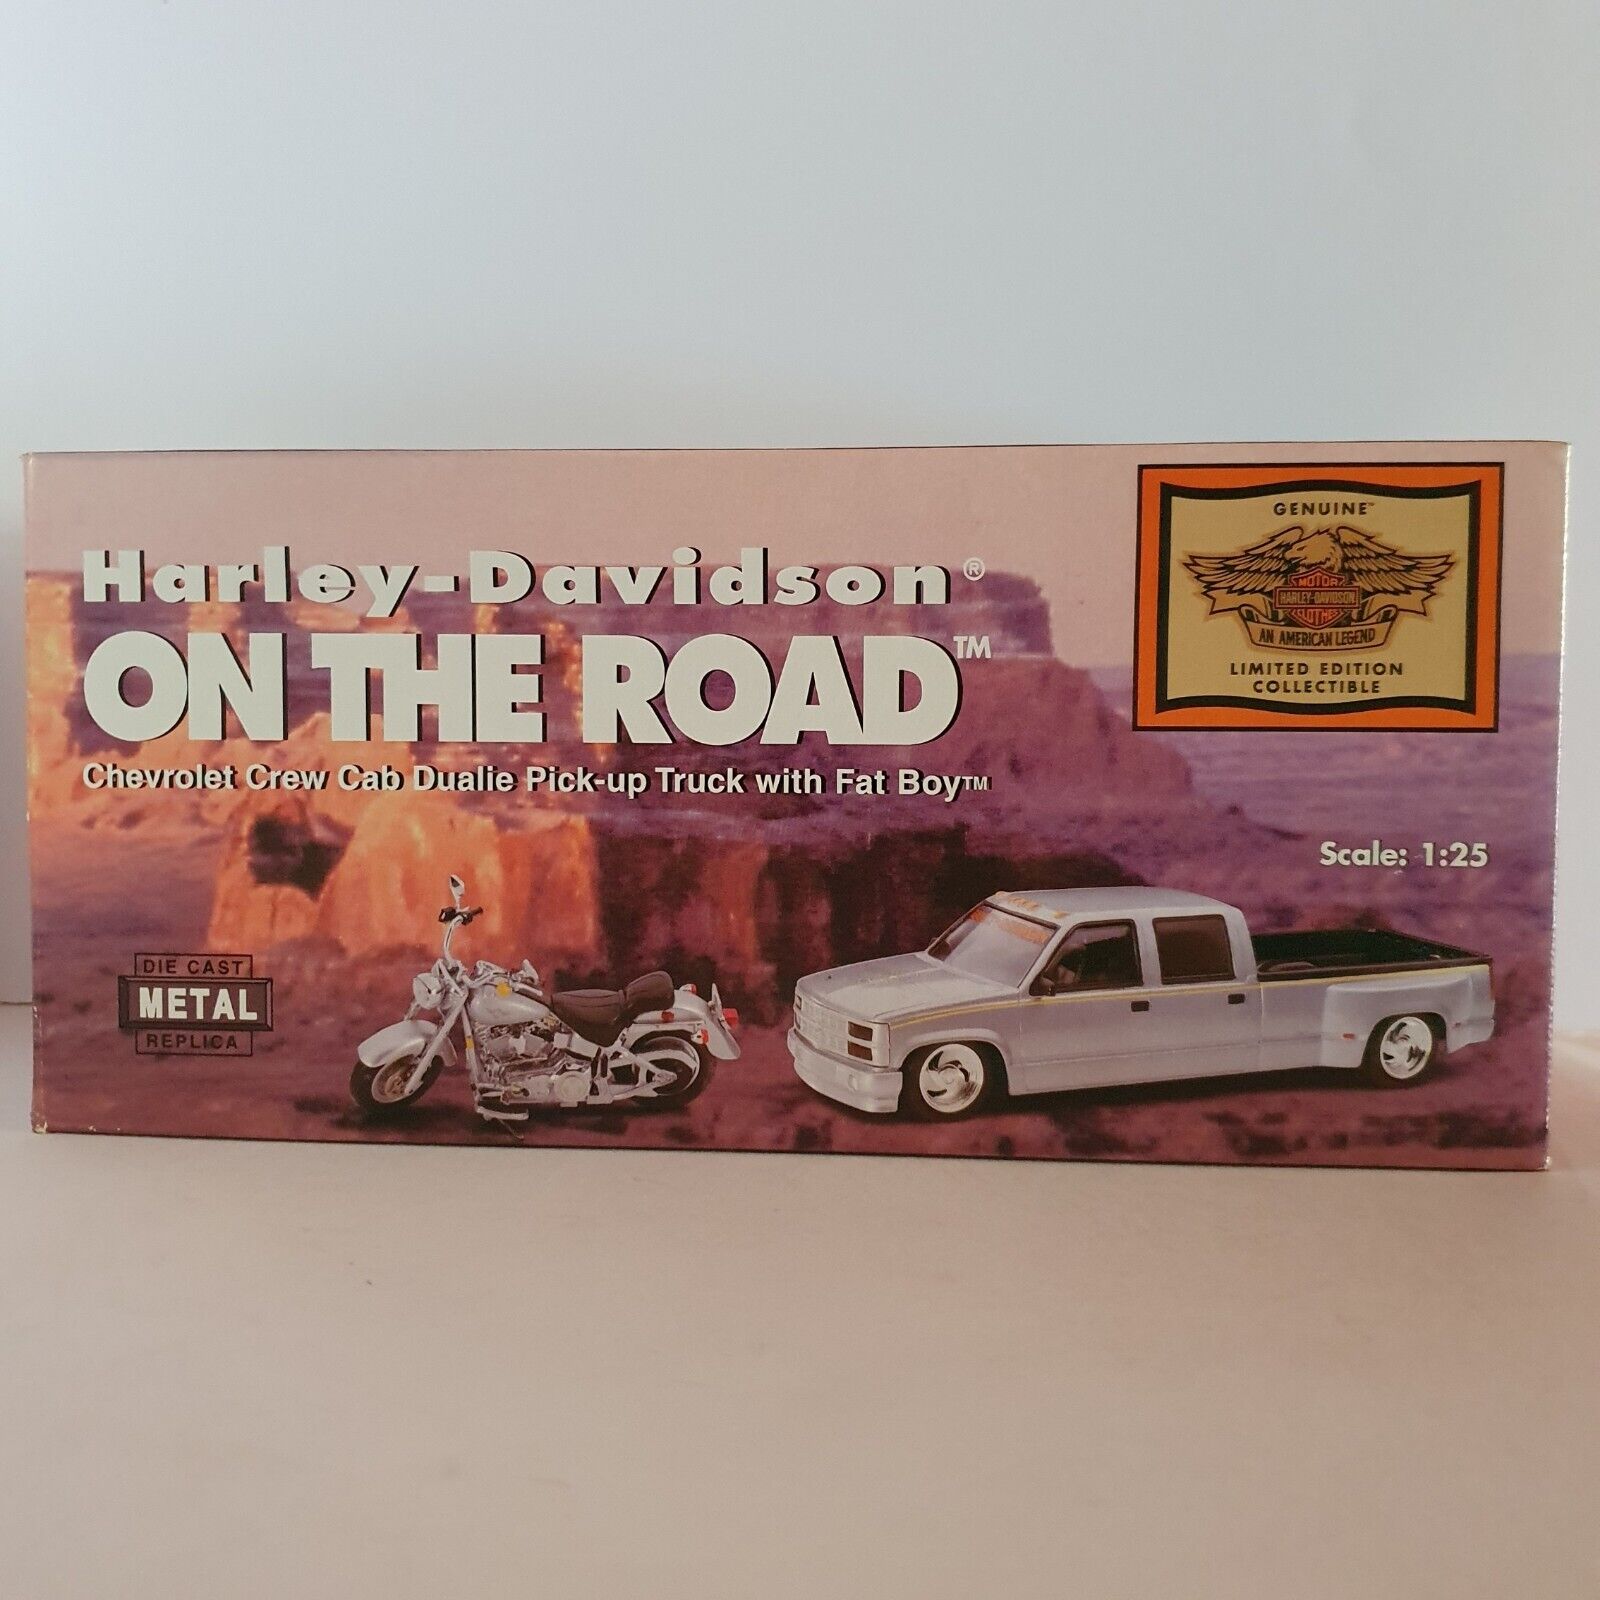 Harley-Davidson®
ON THE ROAD™
Chevrolet Crew Cab Dualie Pick-up Truck with Fat Boy™
GENUINE™
MOTOR
HARLEY-DAVIDSON
CLOTHES
AN AMERICAN LEGEND
LIMITED EDITION
COLLECTIBLE
Scale: 1:25
DIE CAST
METAL
REPLICA